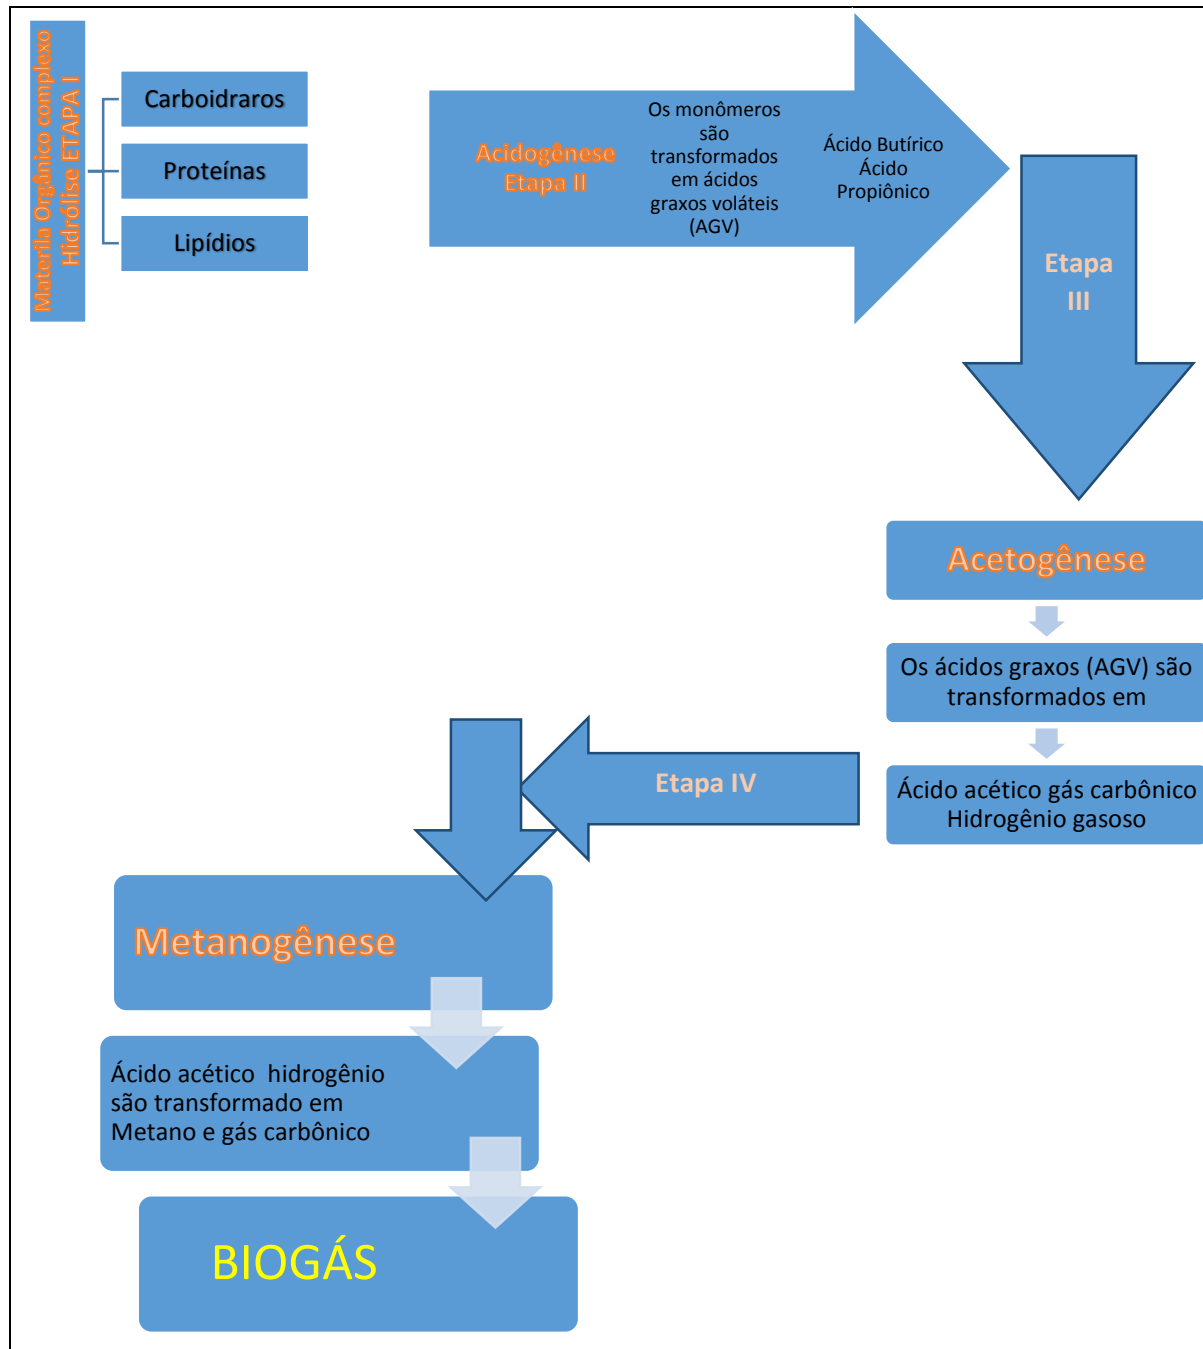 Materila Orgânico complexo
Hidrólise ETAPA I
Carboidraros
Proteínas
Lipídios
Acidogênese
Etapa II
Os monômeros
são
transformados
em ácidos
graxos voláteis
(AGV)
Ácido Butírico
Ácido
Propiônico
Etapa
III
Acetogênese
Os ácidos graxos (AGV) são
transformados em
Ácido acético gás carbônico
Hidrogênio gasoso
Etapa IV
Metanogênese
Ácido acético  hidrogênio
são transformado em
Metano e gás carbônico
BIOGÁS